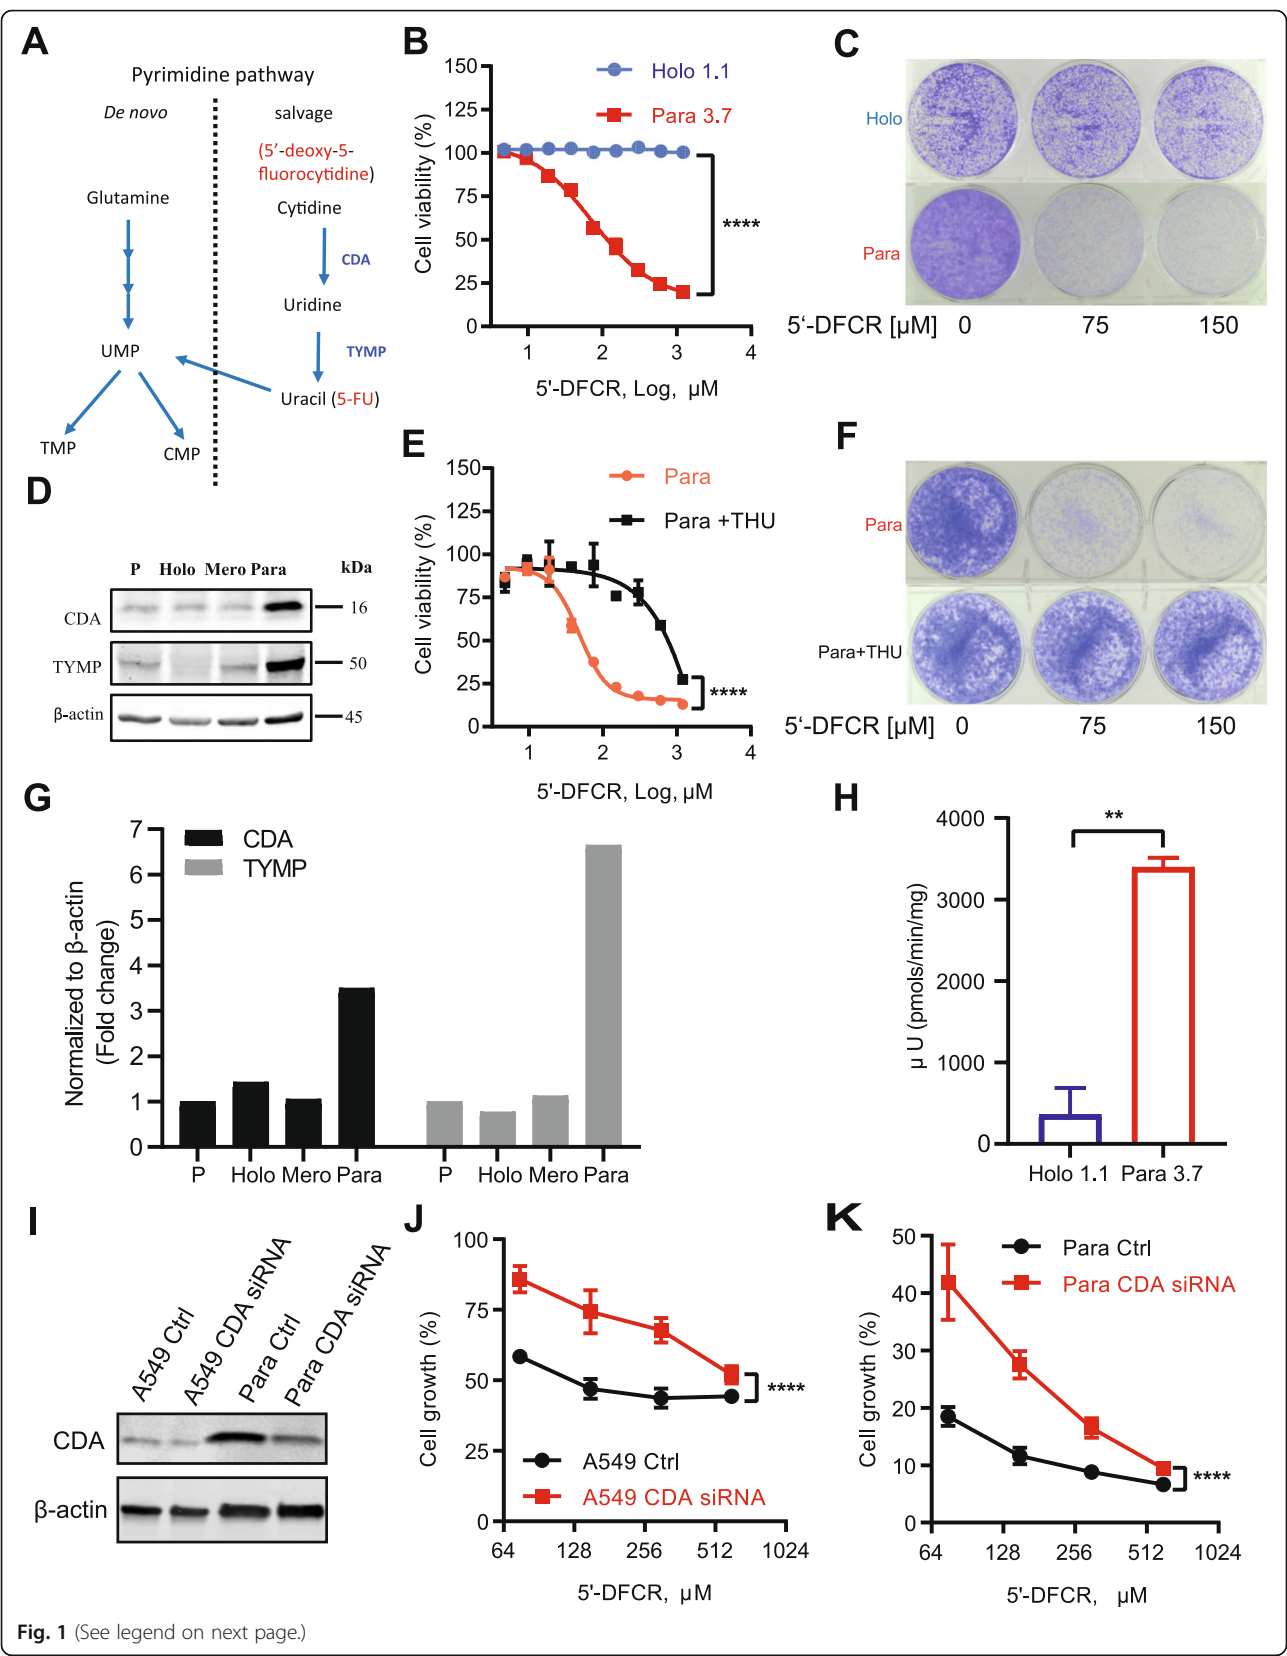 A
Pyrimidine pathway
De novo
salvage
(5'-deoxy-5-
fluorocytidine)
Glutamine
Cytidine
CDA
Uridine
UMP
TYMP
Uracil (5-FU)
TMP
CMP
B
Holo 1.1
Para 3.7
Cell viability (%)
150
125
100
75
50
25
0
****
1 2 3 4
5'-DFCR, Log, µM
C
Holo
Para
5'-DFCR [µM] 0 75 150
D
P Holo Mero Para kDa
CDA 16
TYMP 50
β-actin 45
E
Para
Para +THU
Cell viability (%)
150
125
100
75
50
25
0
****
1 2 3 4
5'-DFCR, Log, µM
F
Para
Para+THU
5'-DFCR [µM] 0 75 150
G
CDA
TYMP
Normalized to β-actin
(Fold change)
7
6
5
4
3
2
1
0
P Holo Mero Para P Holo Mero Para
H
**
µ U (pmols/min/mg)
4000
3000
2000
1000
0
Holo 1.1 Para 3.7
I
A549 Ctrl
A549 CDA siRNA
Para Ctrl
Para CDA siRNA
CDA
β-actin
J
Cell growth (%)
100
75
50
25
0
****
A549 Ctrl
A549 CDA siRNA
64 128 256 512 1024
5'-DFCR, µM
K
Para Ctrl
Para CDA siRNA
Cell growth (%)
50
40
30
20
10
0
****
64 128 256 512 1024
5'-DFCR, µM
Fig. 1 (See legend on next page.)